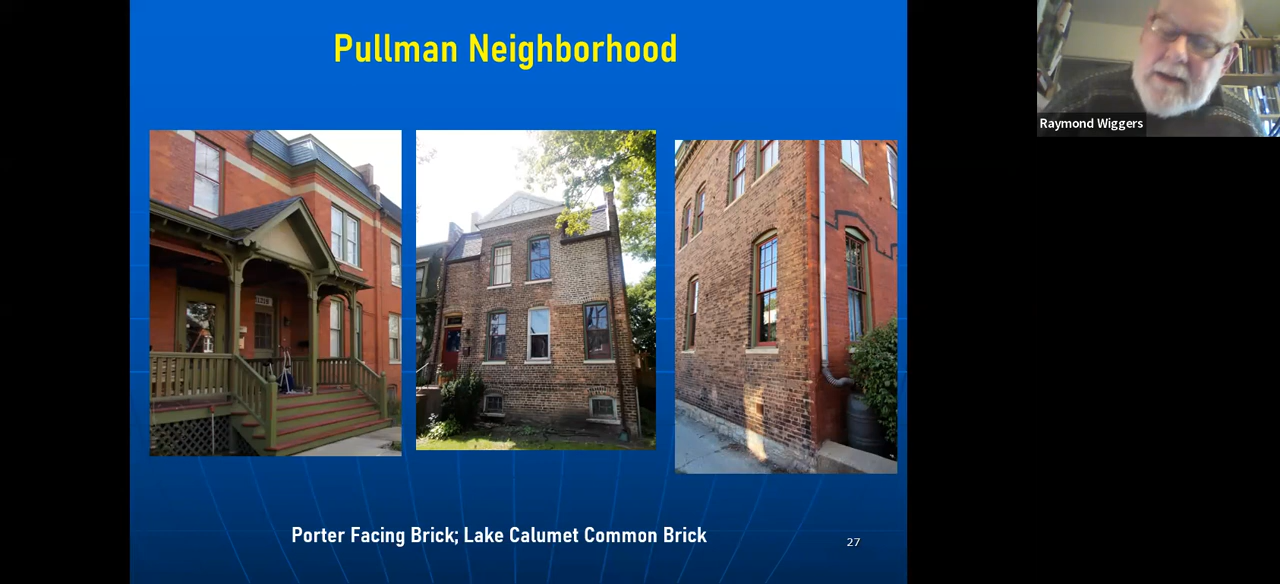 Pullman Neighborhood
Raymond Wiggers
Porter Facing Brick; Lake Calumet Common Brick
27